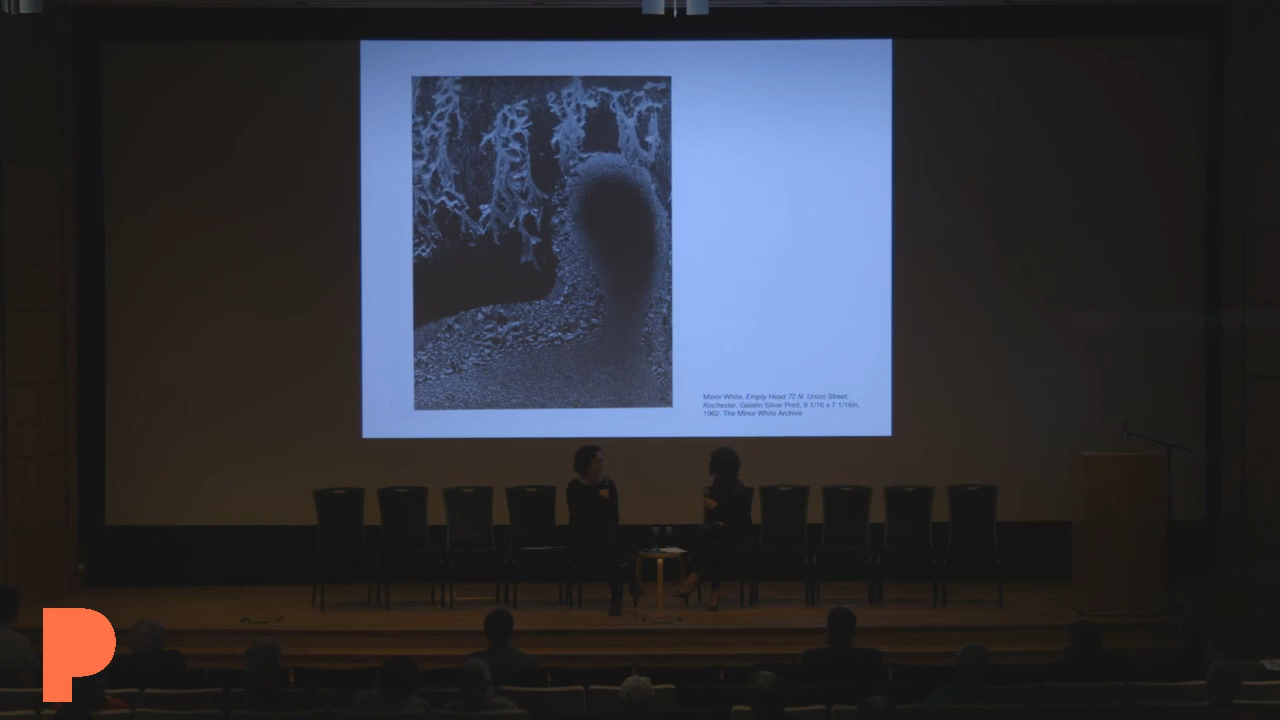 Minor White, Empty Head 72 N. Union Street,
Rochester, Gelatin Silver Print, 9 1/16 x 7 1/16in,
1962. The Minor White Archive
P